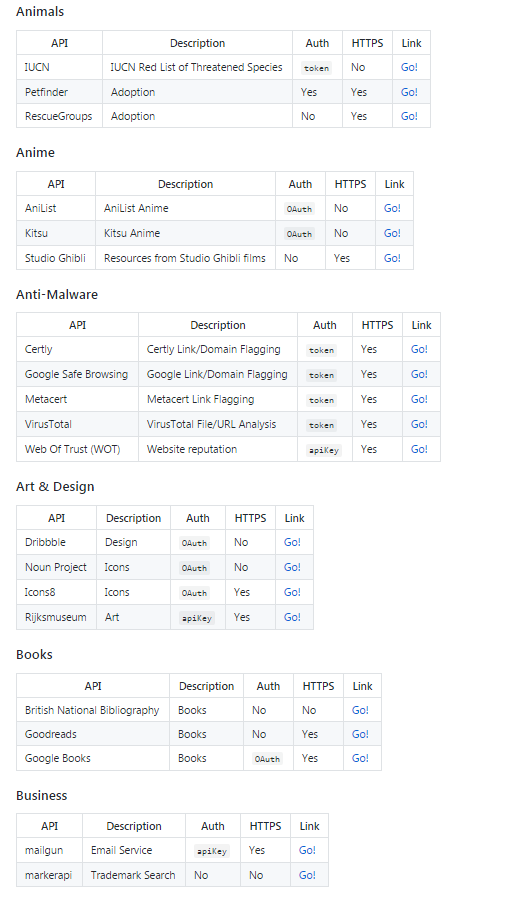 Animals
API Description Auth HTTPS Link
IUCN IUCN Red List of Threatened Species token No Go!
Petfinder Adoption Yes Yes Go!
RescueGroups Adoption No Yes Go!
Anime
API Description Auth HTTPS Link
AniList AniList Anime OAuth No Go!
Kitsu Kitsu Anime OAuth No Go!
Studio Ghibli Resources from Studio Ghibli films No Yes Go!
Anti-Malware
API Description Auth HTTPS Link
Certly Certly Link/Domain Flagging token Yes Go!
Google Safe Browsing Google Link/Domain Flagging token Yes Go!
Metacert Metacert Link Flagging token Yes Go!
VirusTotal VirusTotal File/URL Analysis token Yes Go!
Web Of Trust (WOT) Website reputation apiKey Yes Go!
Art & Design
API Description Auth HTTPS Link
Dribbble Design OAuth No Go!
Noun Project Icons OAuth No Go!
Icons8 Icons OAuth Yes Go!
Rijksmuseum Art apiKey Yes Go!
Books
API Description Auth HTTPS Link
British National Bibliography Books No No Go!
Goodreads Books No Yes Go!
Google Books Books OAuth Yes Go!
Business
API Description Auth HTTPS Link
mailgun Email Service apiKey Yes Go!
markerapi Trademark Search No No Go!